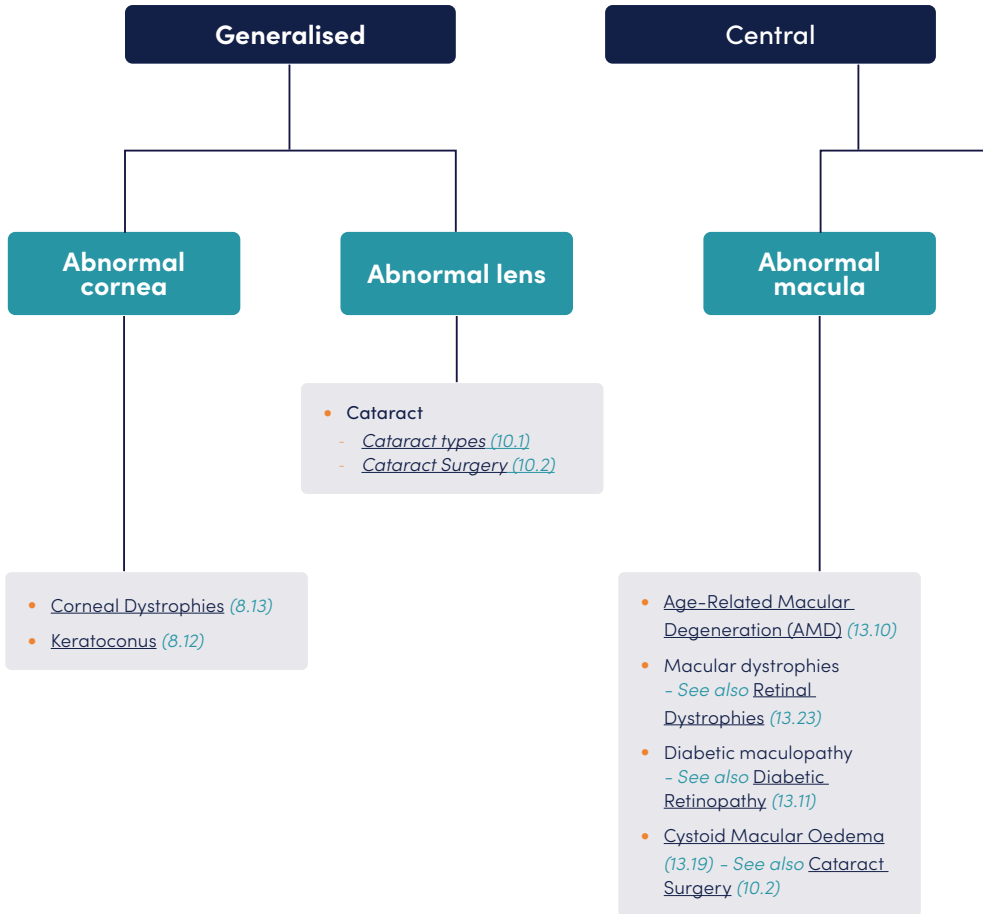 Generalised
Central
Abnormal
cornea
Abnormal lens
Abnormal
macula
• Cataract
- Cataract types (10.1)
- Cataract Surgery (10.2)
• Corneal Dystrophies (8.13)
• Keratoconus (8.12)
• Age-Related Macular
Degeneration (AMD) (13.10)
• Macular dystrophies
- See also Retinal
Dystrophies (13.23)
• Diabetic maculopathy
- See also Diabetic
Retinopathy (13.11)
• Cystoid Macular Oedema
(13.19) - See also Cataract
Surgery (10.2)